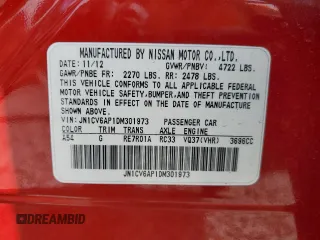 MANUFACTURED BY NISSAN MOTOR CO.,LTD.
DATE: 11/12 GVWR/PNBV: 4722 LBS.
GAWR/PNBE FR: 2270 LBS. RR: 2478 LBS.
THIS VEHICLE CONFORMS TO ALL APPLICABLE FEDERAL
MOTOR VEHICLE SAFETY,BUMPER,AND THEFT PREVENTION
STANDARDS IN EFFECT ON THE DATE OF MANUFACTURE
SHOWN ABOVE.
VIN: JN1CV6AP1DM301973 PASSENGER CAR
COLOR TRIM TRANS AXLE ENGINE
A54 G RE7R01A RC33 VQ37(VHR) 3696CC
JN1CV6AP1DM301973
DREAMBID
dreambid.com